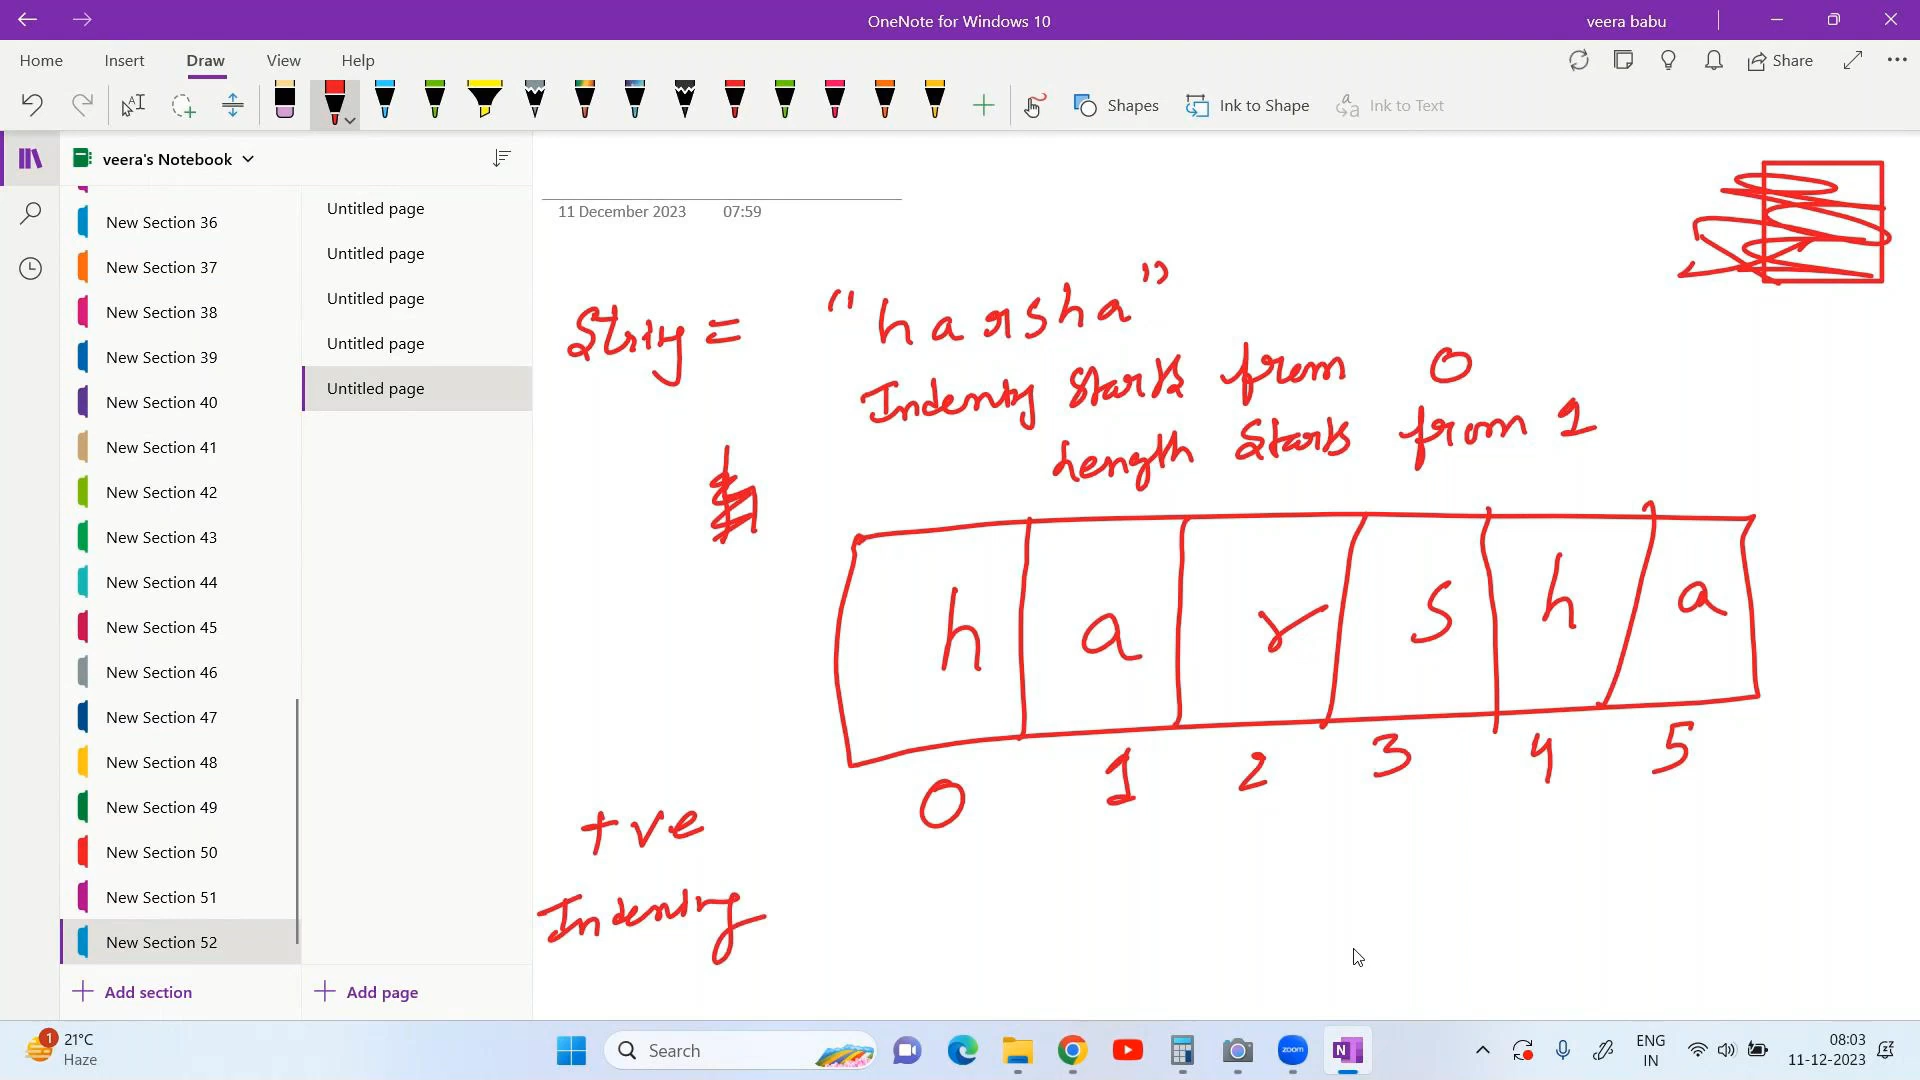 OneNote for Windows 10
veera babu
Home Insert Draw View Help
Share
Shapes Ink to Shape Ink to Text
veera's Notebook
New Section 36
New Section 37
New Section 38
New Section 39
New Section 40
New Section 41
New Section 42
New Section 43
New Section 44
New Section 45
New Section 46
New Section 47
New Section 48
New Section 49
New Section 50
New Section 51
New Section 52
Add section
Untitled page
Untitled page
Untitled page
Untitled page
Untitled page
Add page
11 December 2023 07:59
String = "harsha"
Indexing starts from 0
Length starts from 1
h a r s h a
0 1 2 3 4 5
+ve
Indexing
1
21°C
Haze
Search
zoom
N
ENG
IN
08:03
11-12-2023